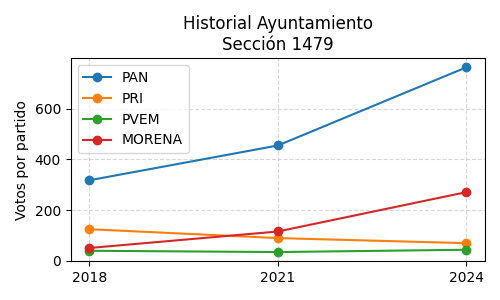 Historial Ayuntamiento
Sección 1479
Votos por partido
PAN
PRI
PVEM
MORENA
600
400
200
0
2018
2021
2024